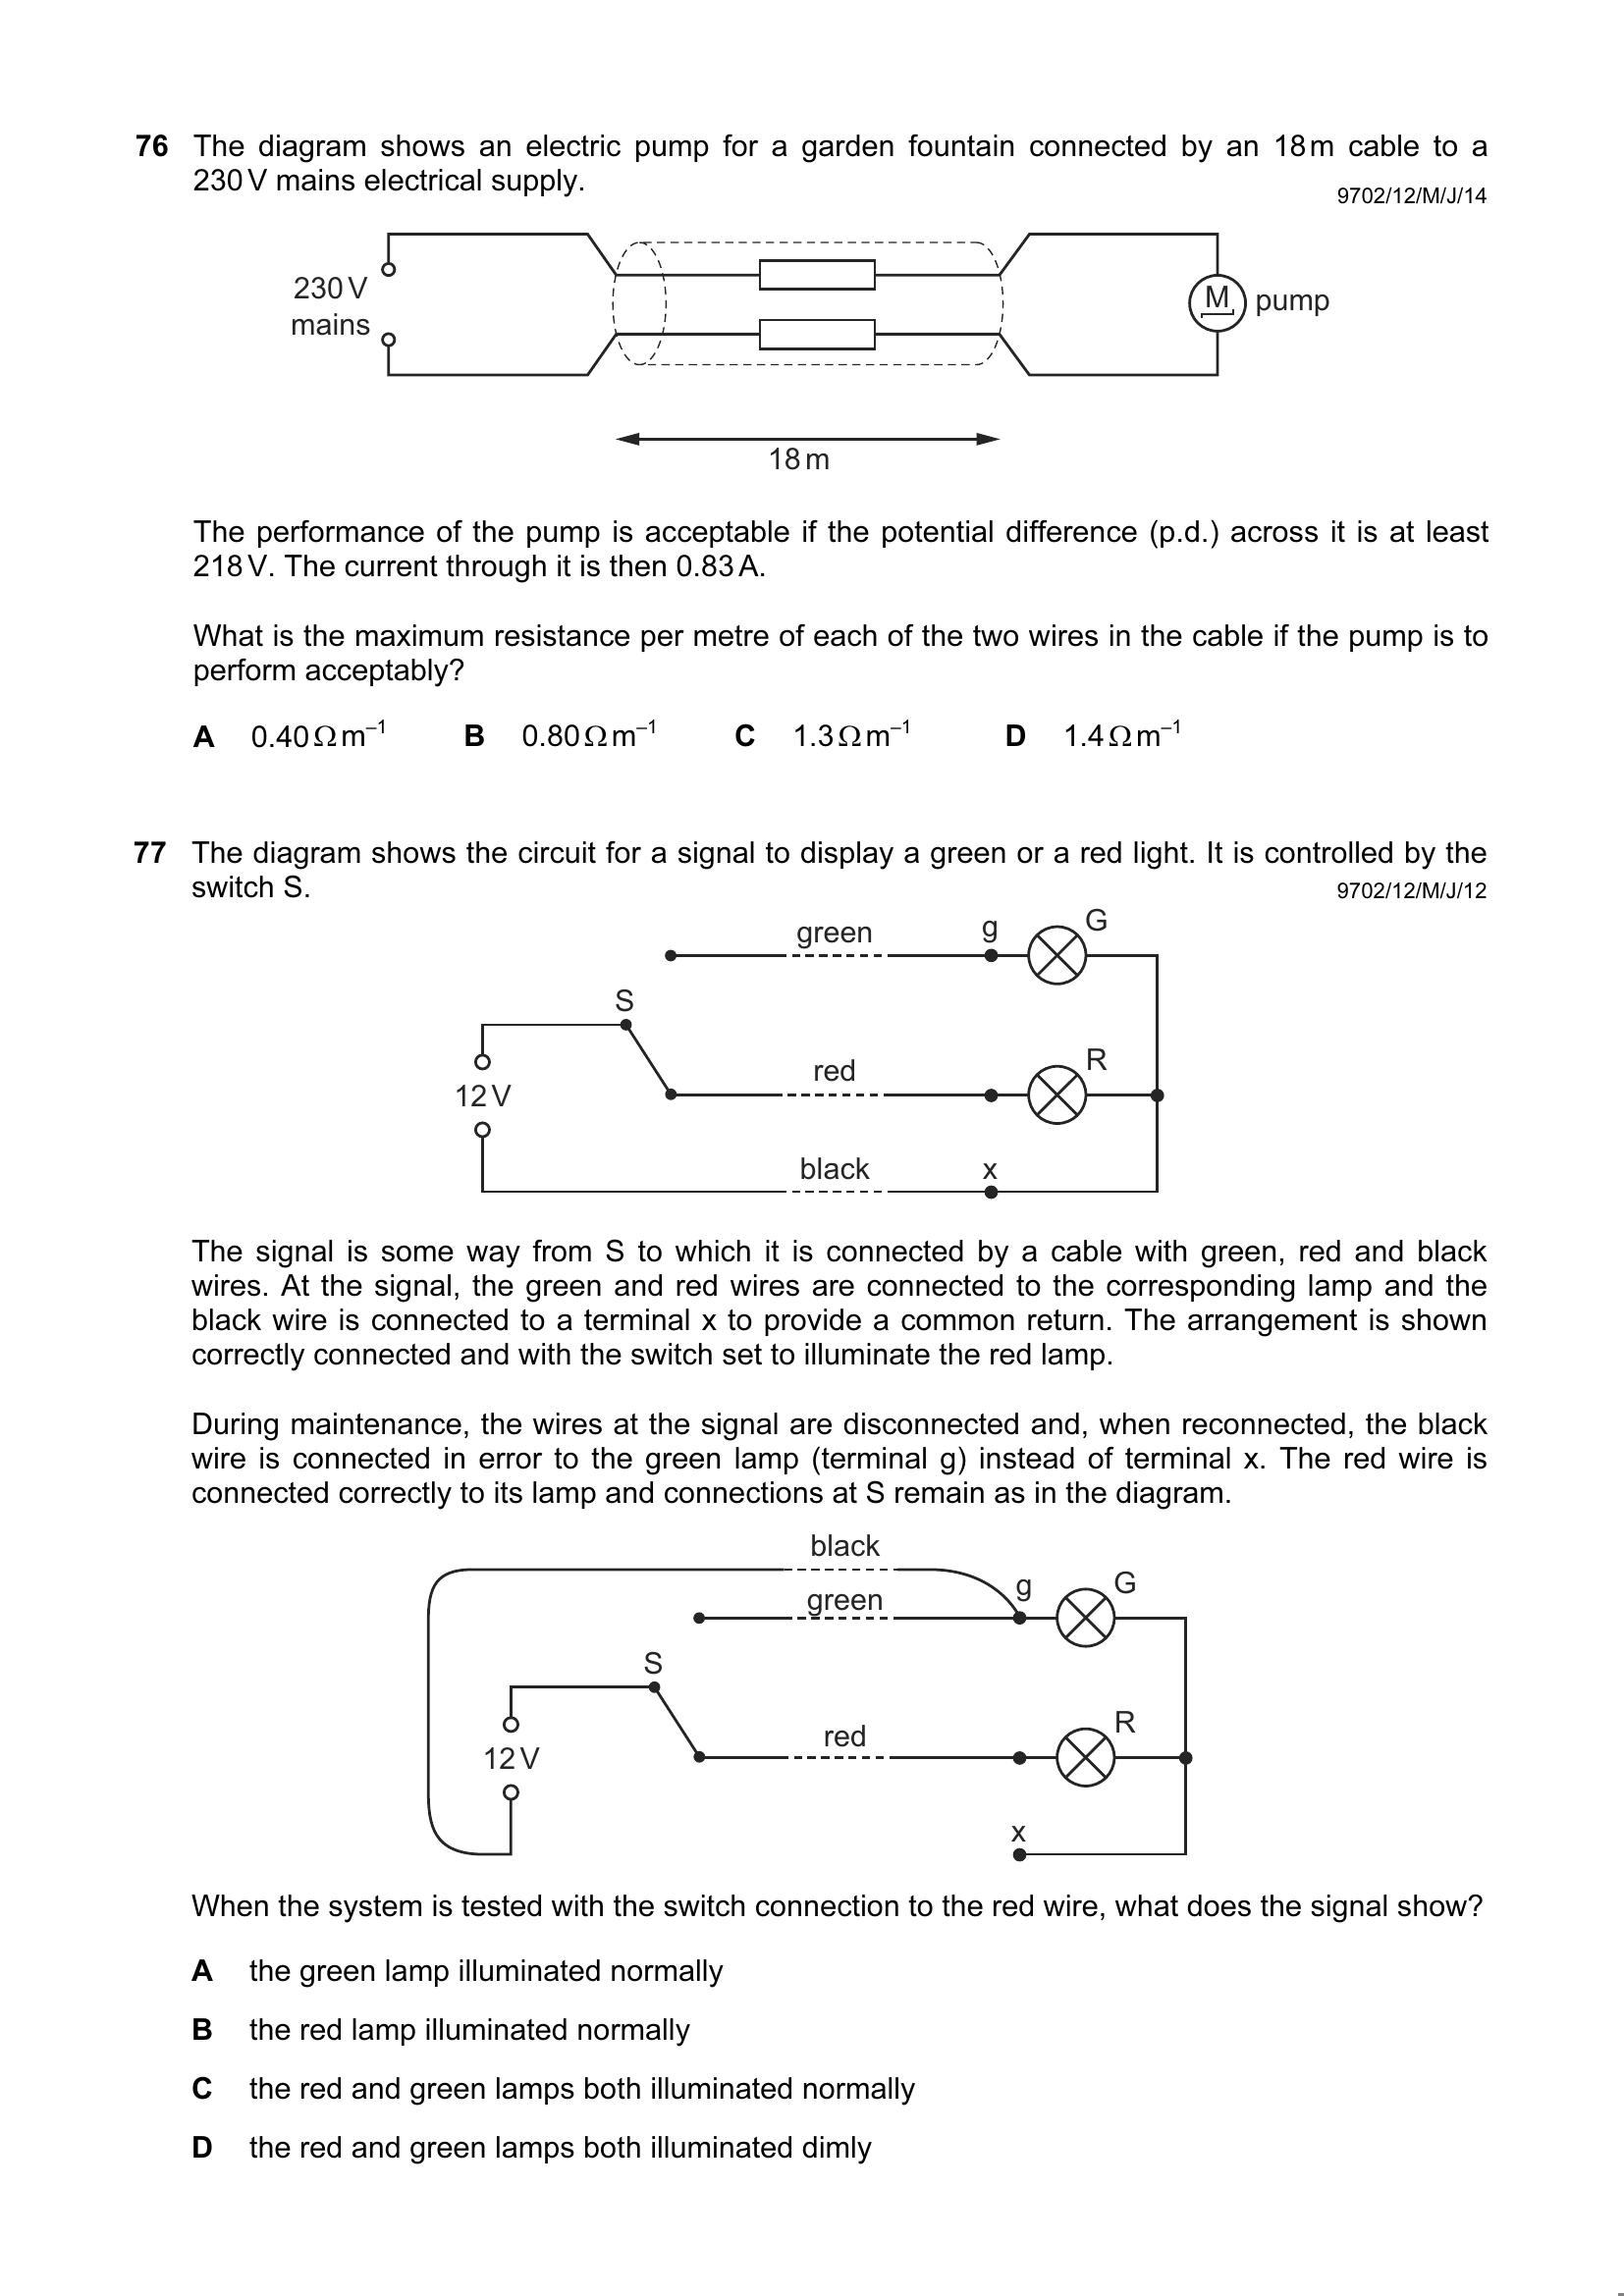 76 The diagram shows an electric pump for a garden fountain connected by an 18 m cable to a
230 V mains electrical supply.
9702/12/M/J/14
230 V
mains
M
pump
18 m
The performance of the pump is acceptable if the potential difference (p.d.) across it is at least
218 V. The current through it is then 0.83 A.
What is the maximum resistance per metre of each of the two wires in the cable if the pump is to
perform acceptably?
A 0.40 Ω m⁻¹ B 0.80 Ω m⁻¹ C 1.3 Ω m⁻¹ D 1.4 Ω m⁻¹
77 The diagram shows the circuit for a signal to display a green or a red light. It is controlled by the
switch S.
9702/12/M/J/12
green
g
G
S
red
R
12 V
black
x
The signal is some way from S to which it is connected by a cable with green, red and black
wires. At the signal, the green and red wires are connected to the corresponding lamp and the
black wire is connected to a terminal x to provide a common return. The arrangement is shown
correctly connected and with the switch set to illuminate the red lamp.
During maintenance, the wires at the signal are disconnected and, when reconnected, the black
wire is connected in error to the green lamp (terminal g) instead of terminal x. The red wire is
connected correctly to its lamp and connections at S remain as in the diagram.
black
green
g
G
S
red
R
12 V
x
When the system is tested with the switch connection to the red wire, what does the signal show?
A the green lamp illuminated normally
B the red lamp illuminated normally
C the red and green lamps both illuminated normally
D the red and green lamps both illuminated dimly